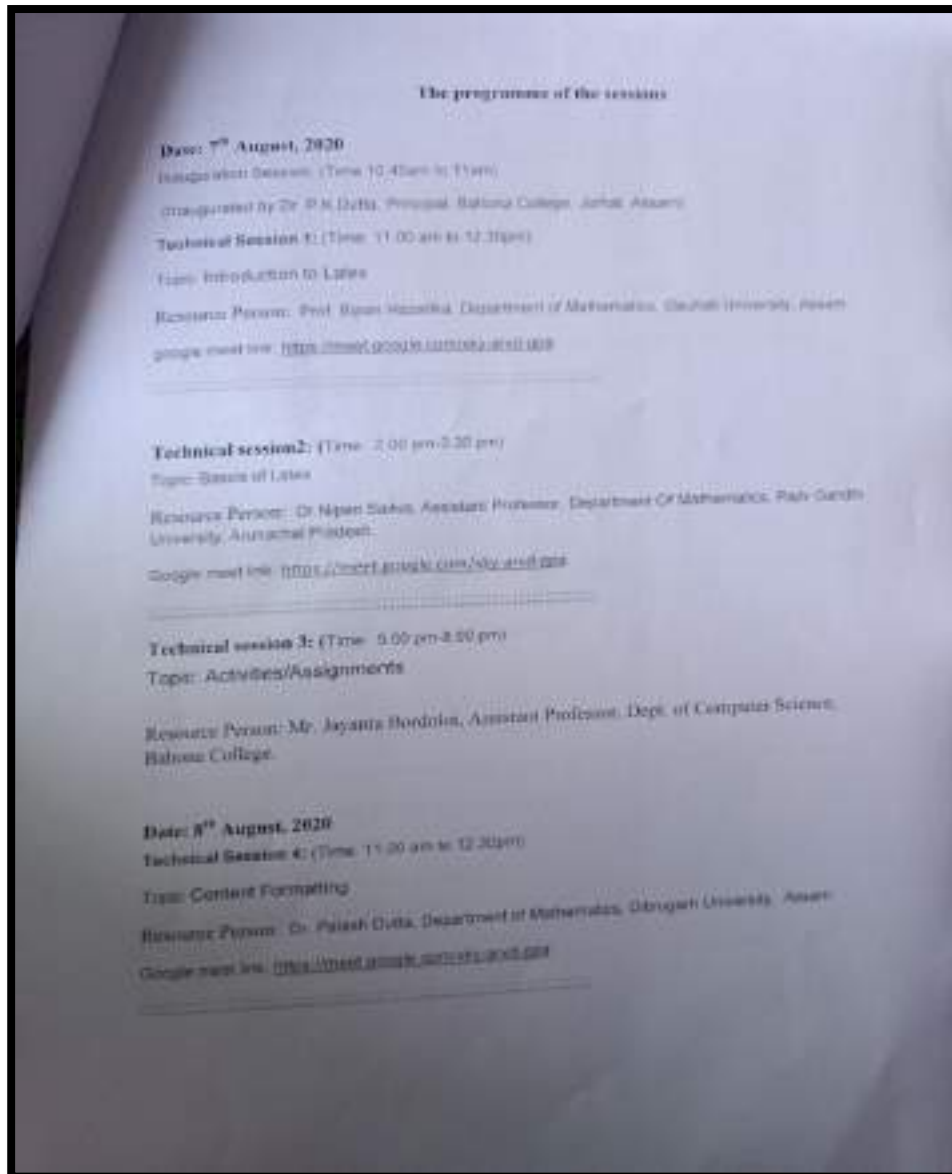 The programme of the sessions
Date: 7th August, 2020
Inauguration Session: (Time 10.45am to 11am)
(Inaugurated by Dr. P.K Dutta, Principal, Bahona College, Jorhat, Assam)
Technical Session 1: (Time: 11.00 am to 12.30pm)
Topic: Introduction to Latex
Resource Person: Prof. Hazarika, Department of Mathematics, Gauhati University, Assam
google meet link:
Technical session2: (Time: 2.00 pm-3.30 pm)
Topic: Basics of Latex
Resource Person: Dr Nipen Saikia, Assistant Professor, Department Of Mathematics, Rajiv Gandhi
University, Arunachal Pradesh.
Google meet link:
Technical session 3: (Time: 5.00 pm- pm)
Topic: Activities/Assignments
Resource Person: Mr. Jayanta Bordoloi, Assistant Professor, Dept. of Computer Science,
Bahona College.
Date: 8th August, 2020
Technical Session 4: (Time: 11.00 am to 12.30pm)
Topic: Content Formatting
Resource Person: Dr. Palash Dutta, Department of Mathematics, Dibrugarh University, Assam
Google meet link: